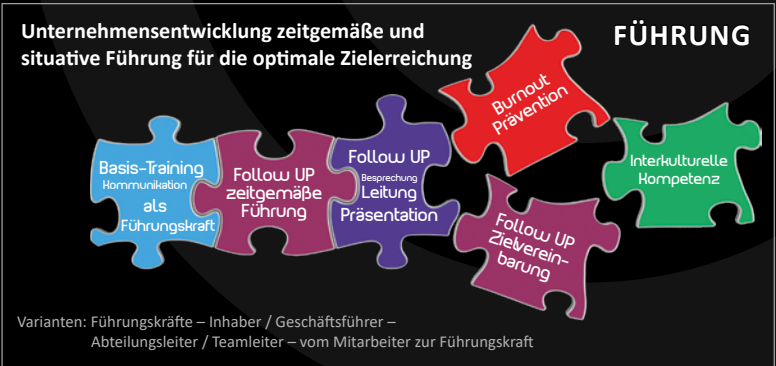 Unternehmensentwicklung zeitgemäße und
situative Führung für die optimale Zielerreichung
FÜHRUNG
Basis-Training
Kommunikation
als
Führungskraft
Follow UP
zeitgemäße
Führung
Follow UP
Besprechung
Leitung
Präsentation
Burnout
Prävention
Follow UP
Zielverein-
barung
Interkulturelle
Kompetenz
Varianten: Führungskräfte – Inhaber / Geschäftsführer –
Abteilungsleiter / Teamleiter – vom Mitarbeiter zur Führungskraft